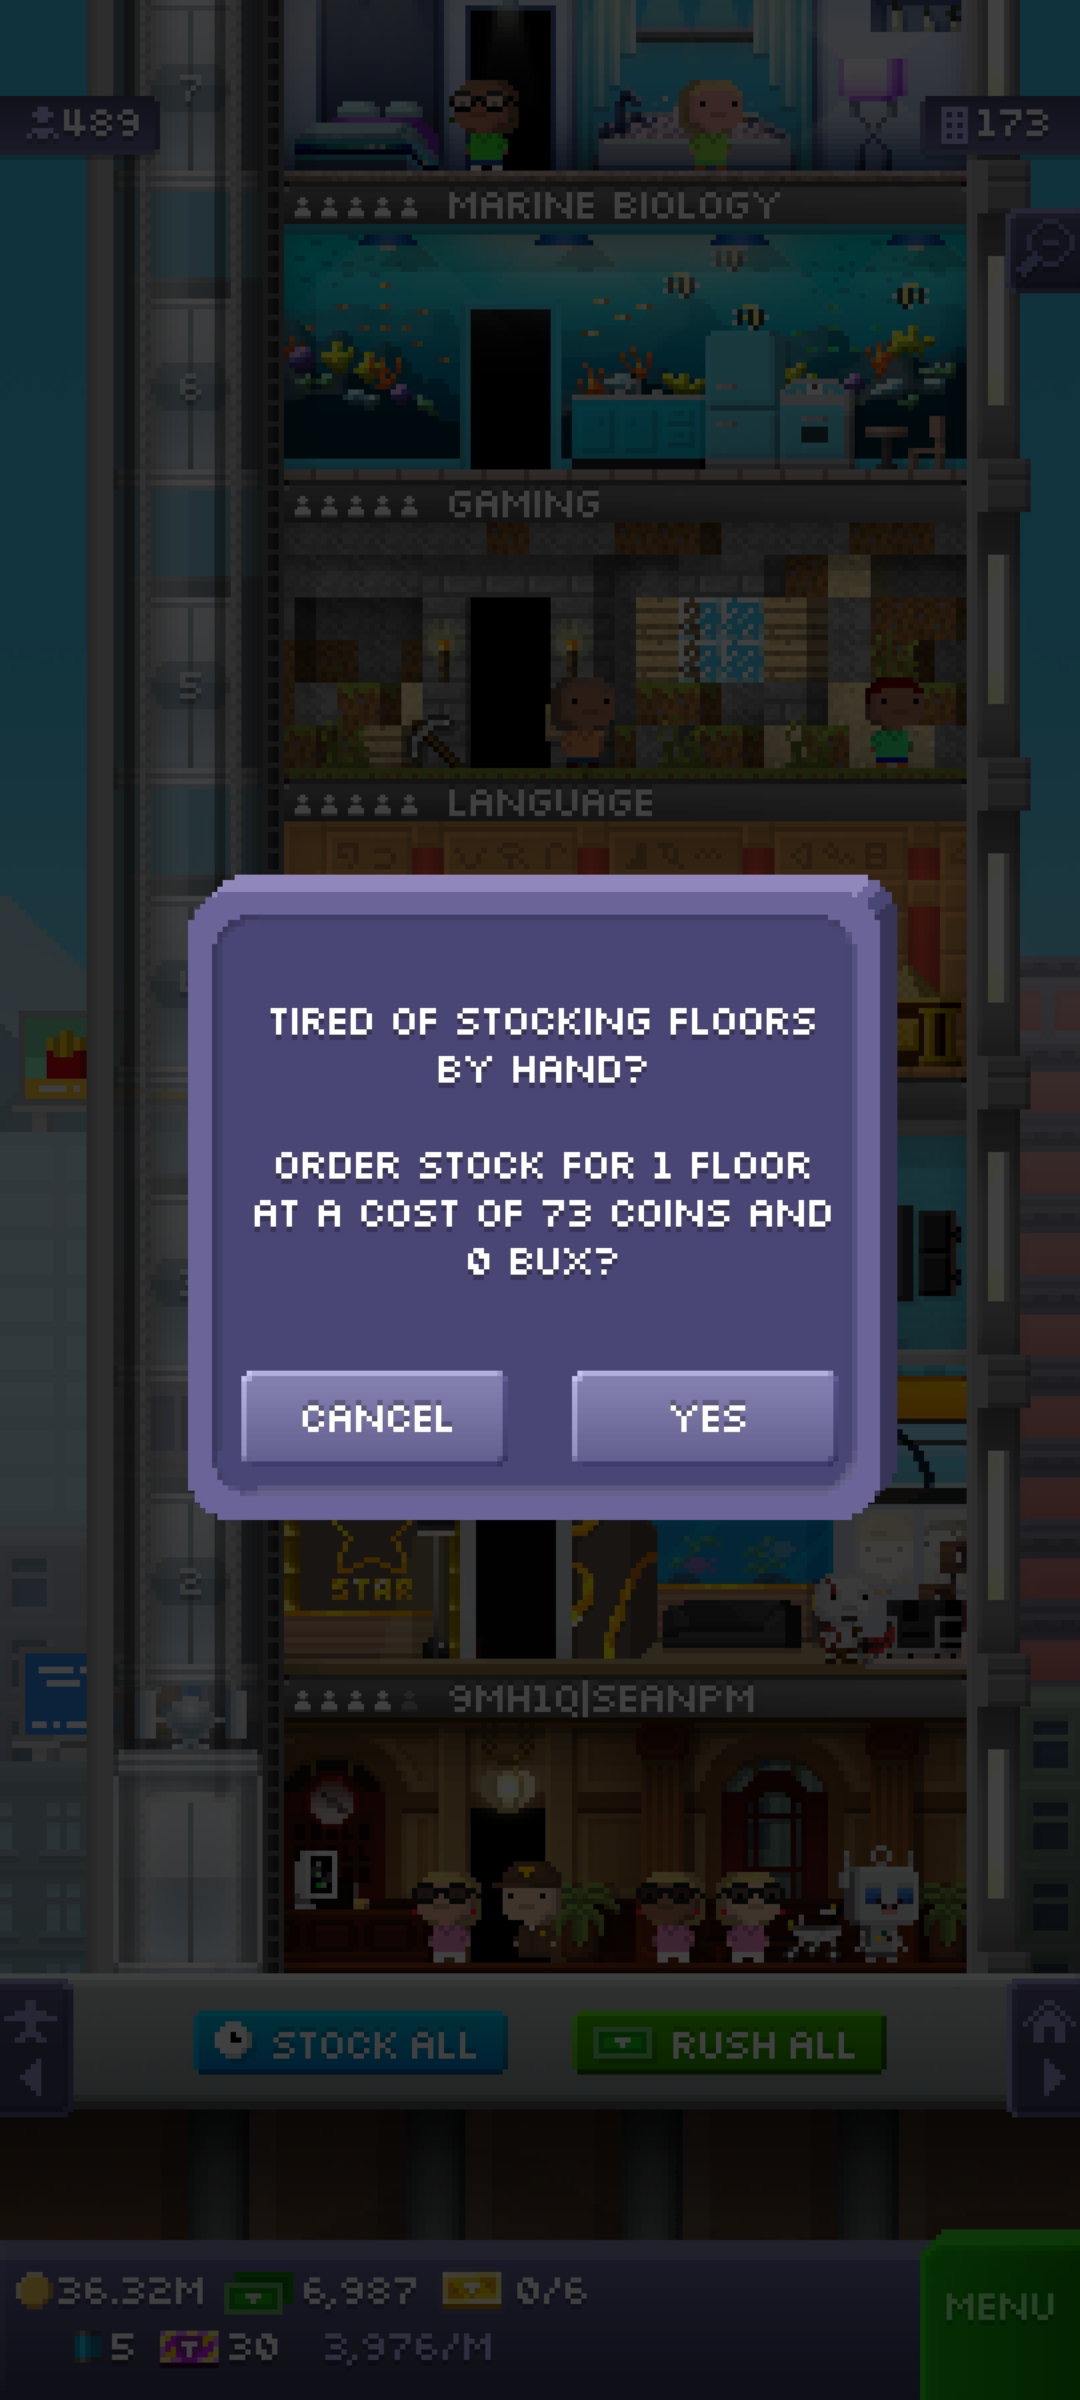 7
489
173
MARINE BIOLOGY
6
GAMING
5
LANGUAGE
TIRED OF STOCKING FLOORS
BY HAND?
ORDER STOCK FOR 1 FLOOR
AT A COST OF 73 COINS AND
0 BUX?
CANCEL
YES
2
STAR
9MH1Q|SEANPM
STOCK ALL
RUSH ALL
36.32M
6,987
0/6
MENU
5
30
3,976/M